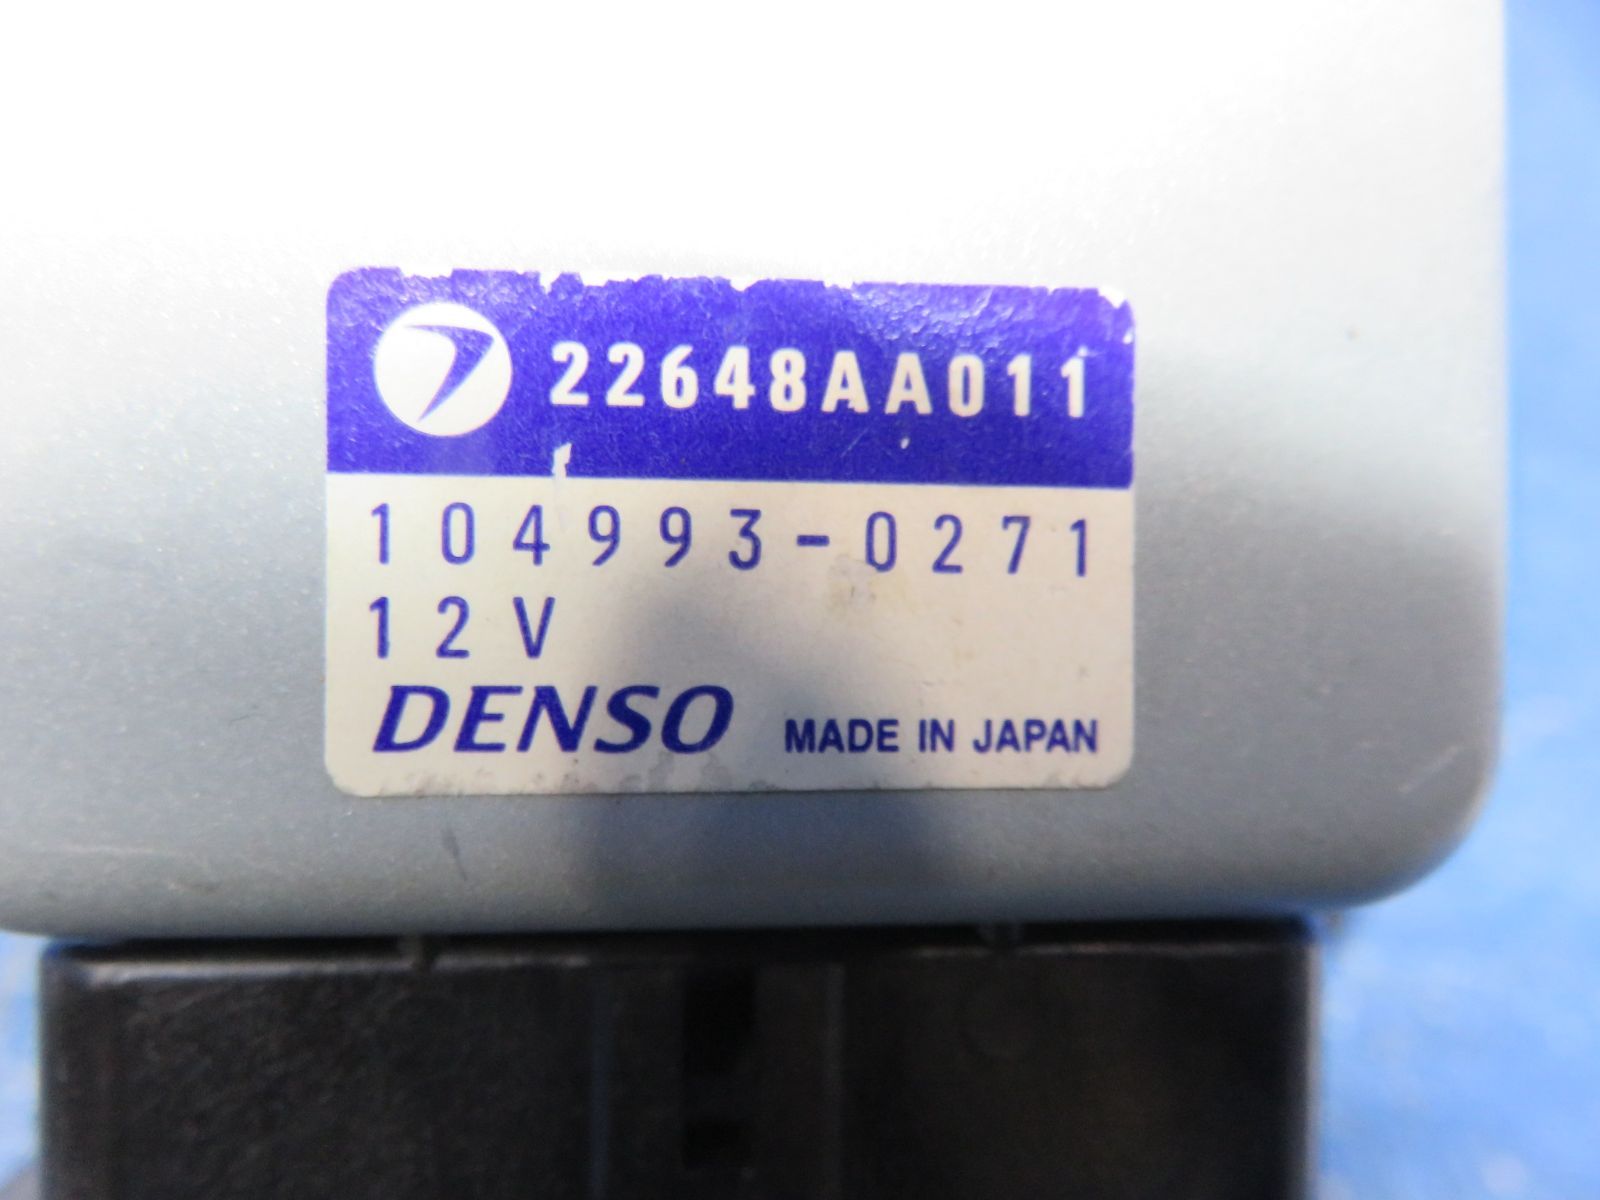 22648AA011
104993-0271
12V
DENSO MADE IN JAPAN